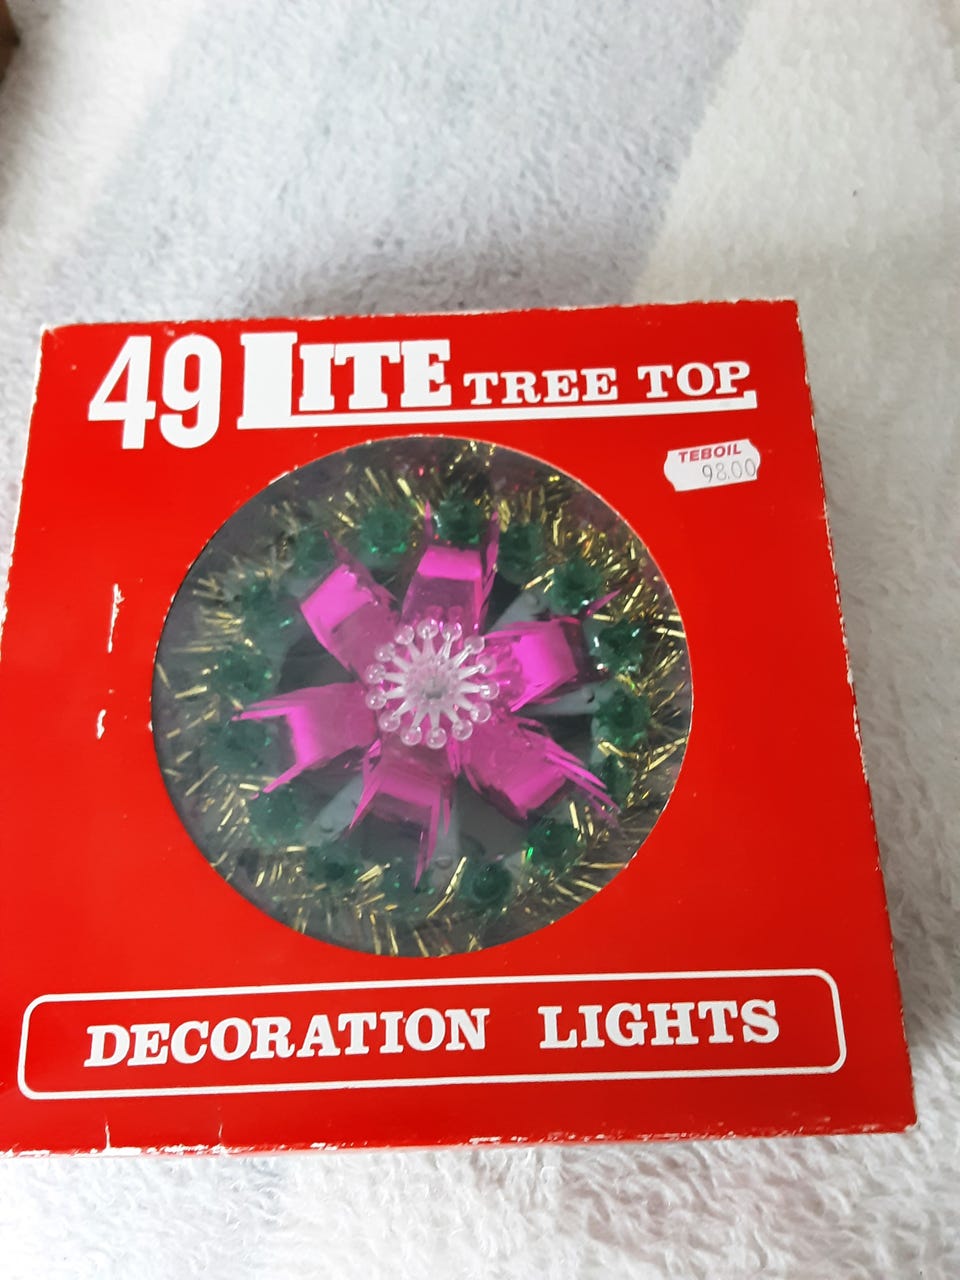 49 LITE TREE TOP
TEBOIL
98.00
DECORATION LIGHTS